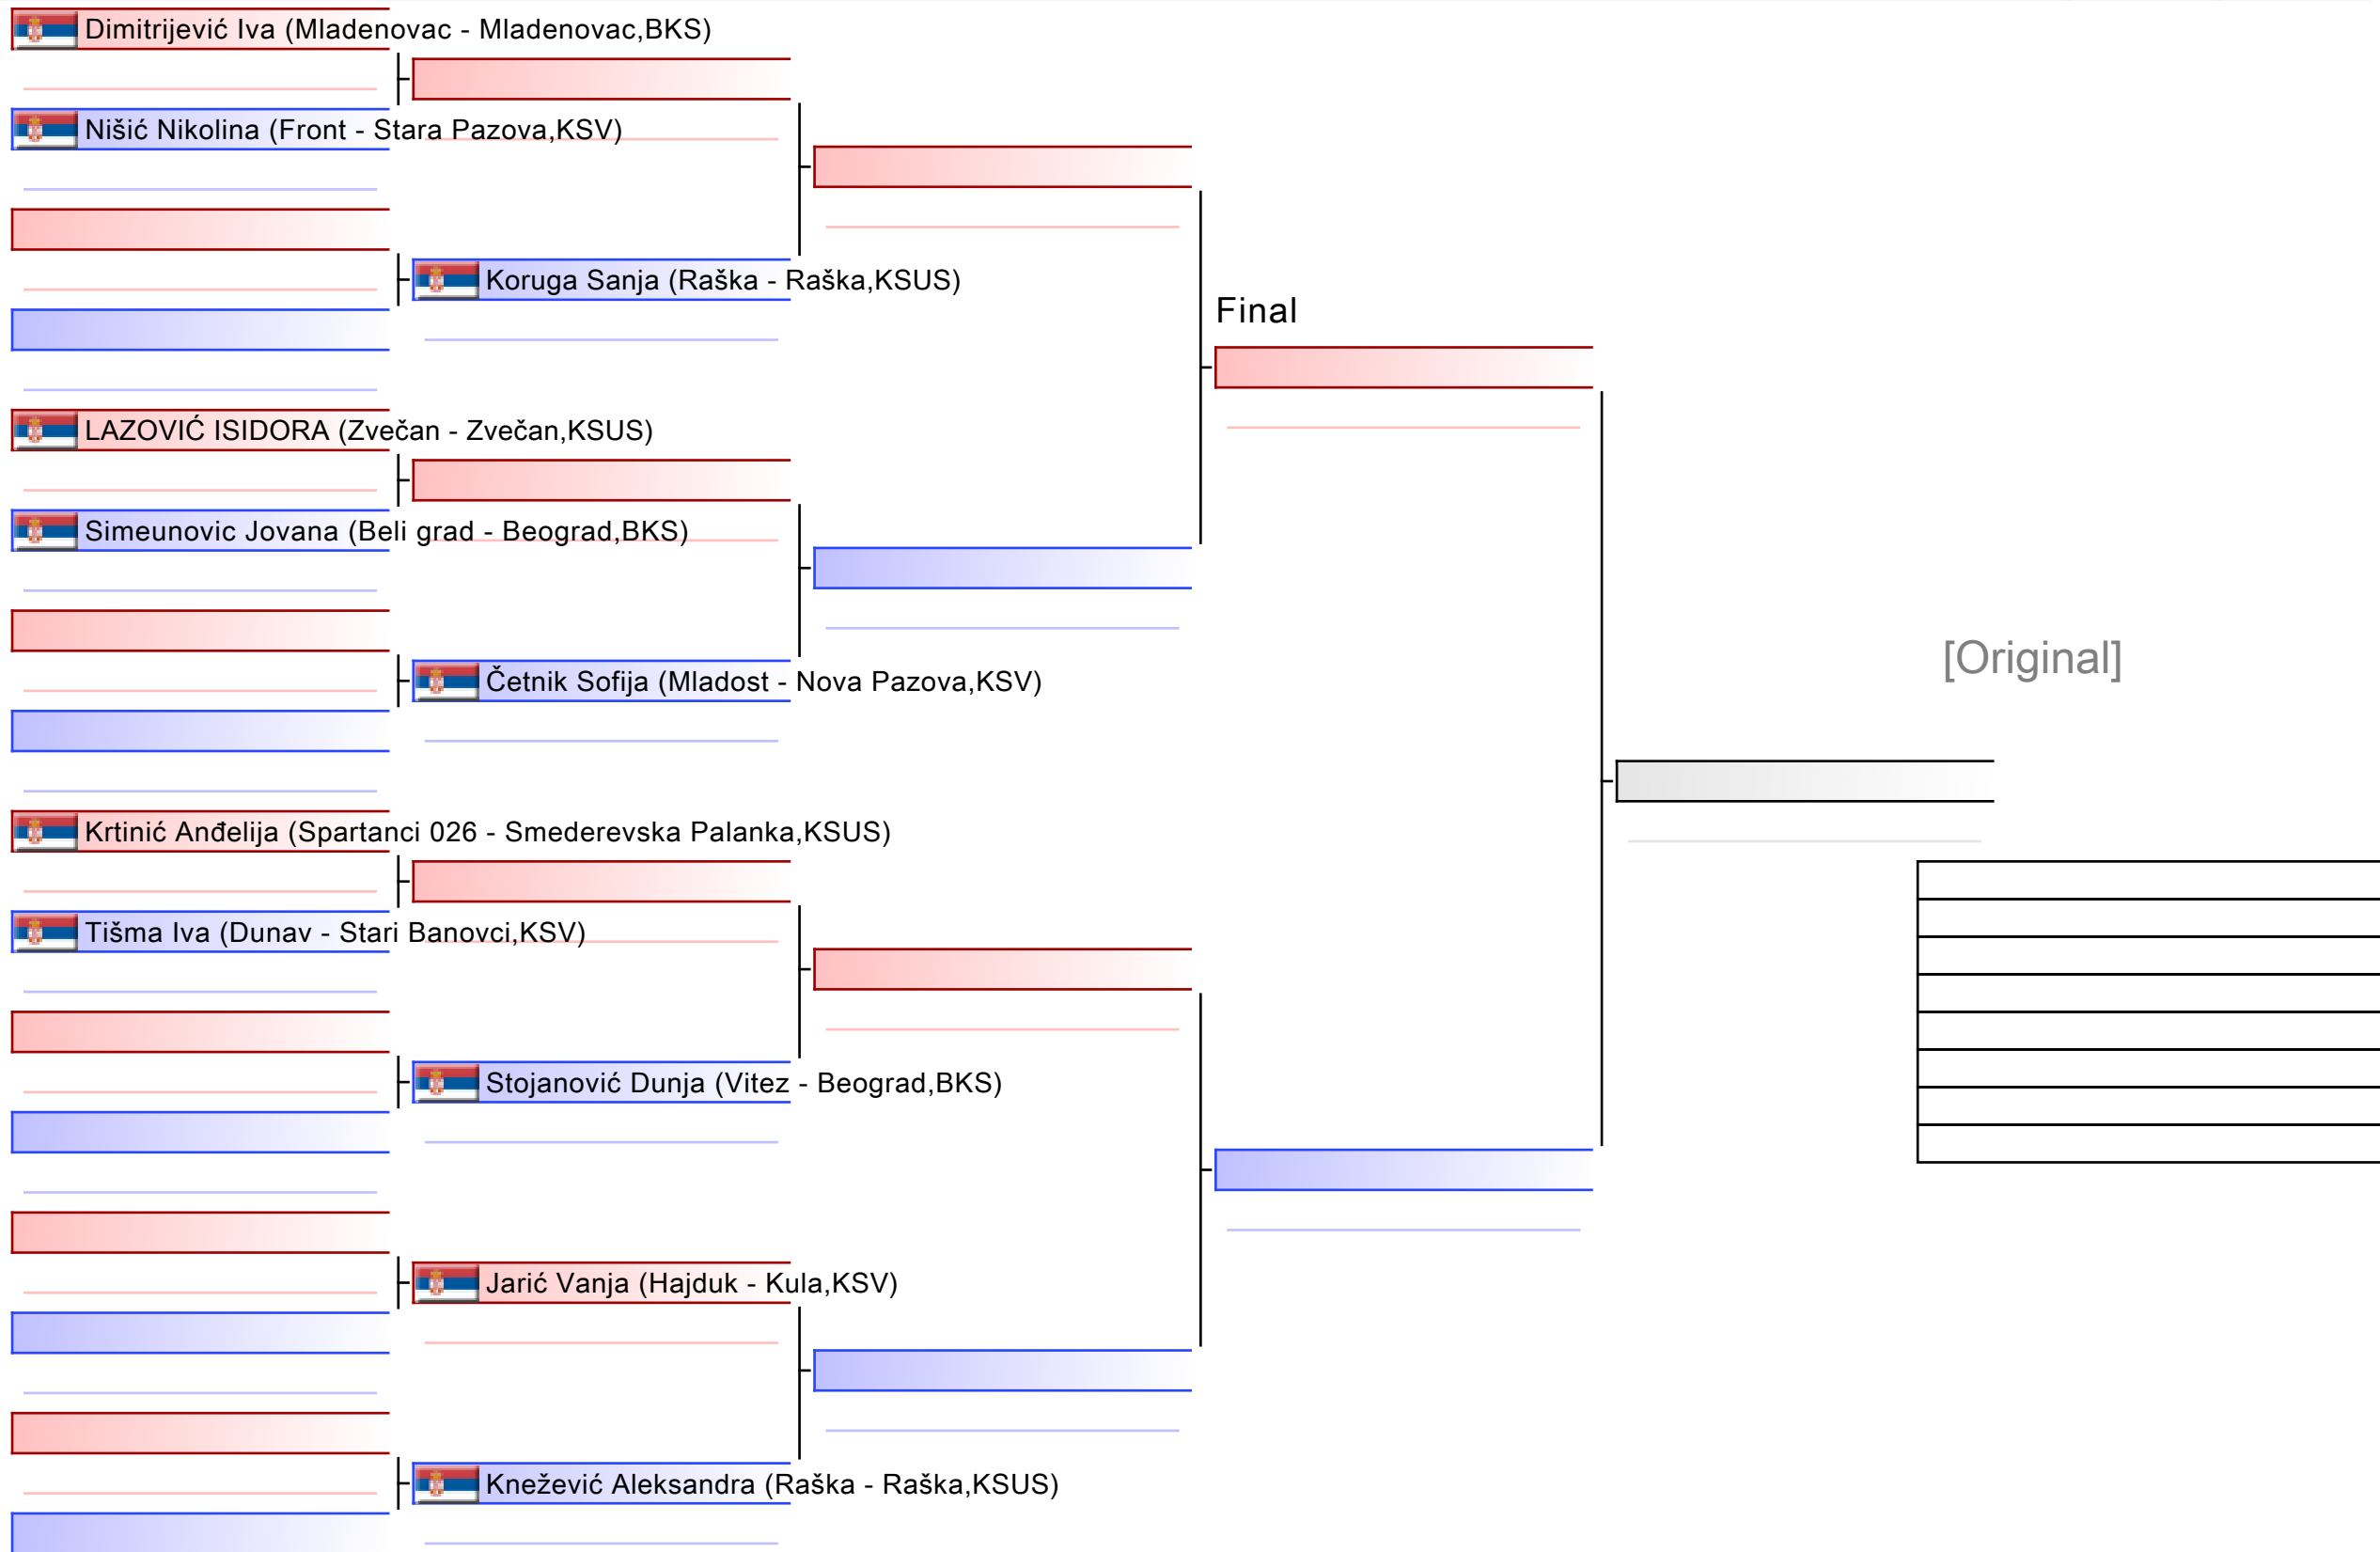 Dimitrijević Iva (Mladenovac - Mladenovac,BKS)
Nišić Nikolina (Front - Stara Pazova,KSV)
Koruga Sanja (Raška - Raška,KSUS)
Final
LAZOVIĆ ISIDORA (Zvečan - Zvečan,KSUS)
Simeunovic Jovana (Beli grad - Beograd,BKS)
[Original]
Četnik Sofija (Mladost - Nova Pazova,KSV)
Krtinić Anđelija (Spartanci 026 - Smederevska Palanka,KSUS)
Tišma Iva (Dunav - Stari Banovci,KSV)
Stojanović Dunja (Vitez - Beograd,BKS)
Jarić Vanja (Hajduk - Kula,KSV)
Knežević Aleksandra (Raška - Raška,KSUS)